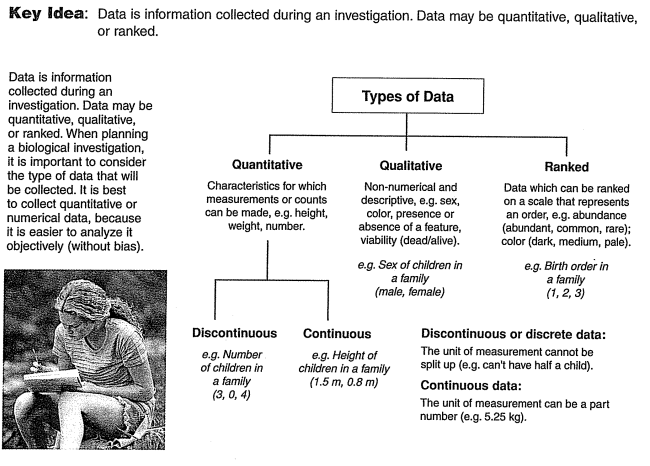 Key Idea: Data is information collected during an investigation. Data may be quantitative, qualitative,
or ranked.
Data is information
collected during an
investigation. Data may be
quantitative, qualitative,
or ranked. When planning
a biological investigation,
it is important to consider
the type of data that will
be collected. It is best
to collect quantitative or
numerical data, because
it is easier to analyze it
objectively (without bias).
Types of Data
Quantitative
Characteristics for which
measurements or counts
can be made, e.g. height,
weight, number.
Qualitative
Non-numerical and
descriptive, e.g. sex,
color, presence or
absence of a feature,
viability (dead/alive).
e.g. Sex of children in
a family
(male, female)
Ranked
Data which can be ranked
on a scale that represents
an order, e.g. abundance
(abundant, common, rare);
color (dark, medium, pale).
e.g. Birth order in
a family
(1, 2, 3)
Discontinuous
e.g. Number
of children in
a family
(3, 0, 4)
Continuous
e.g. Height of
children in a family
(1.5 m, 0.8 m)
Discontinuous or discrete data:
The unit of measurement cannot be
split up (e.g. can't have half a child).
Continuous data:
The unit of measurement can be a part
number (e.g. 5.25 kg).